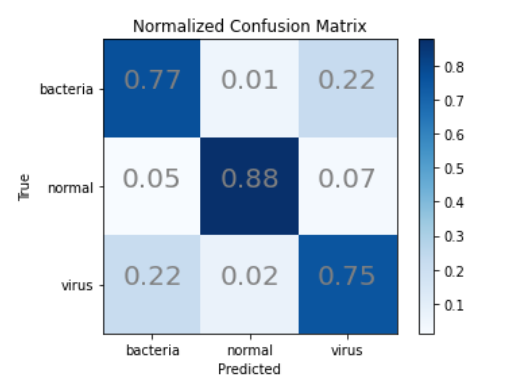 Normalized Confusion Matrix
bacteria 0.77 0.01 0.22
True normal 0.05 0.88 0.07
virus 0.22 0.02 0.75
bacteria normal virus
Predicted
0.8
0.7
0.6
0.5
0.4
0.3
0.2
0.1